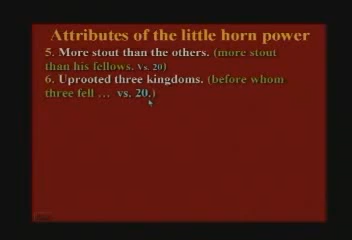 Attributes of the little horn power
5. More stout than the others. (more stout
than his fellows. Vs. 20)
6. Uprooted three kingdoms. (before whom
three fell … vs. 20.)